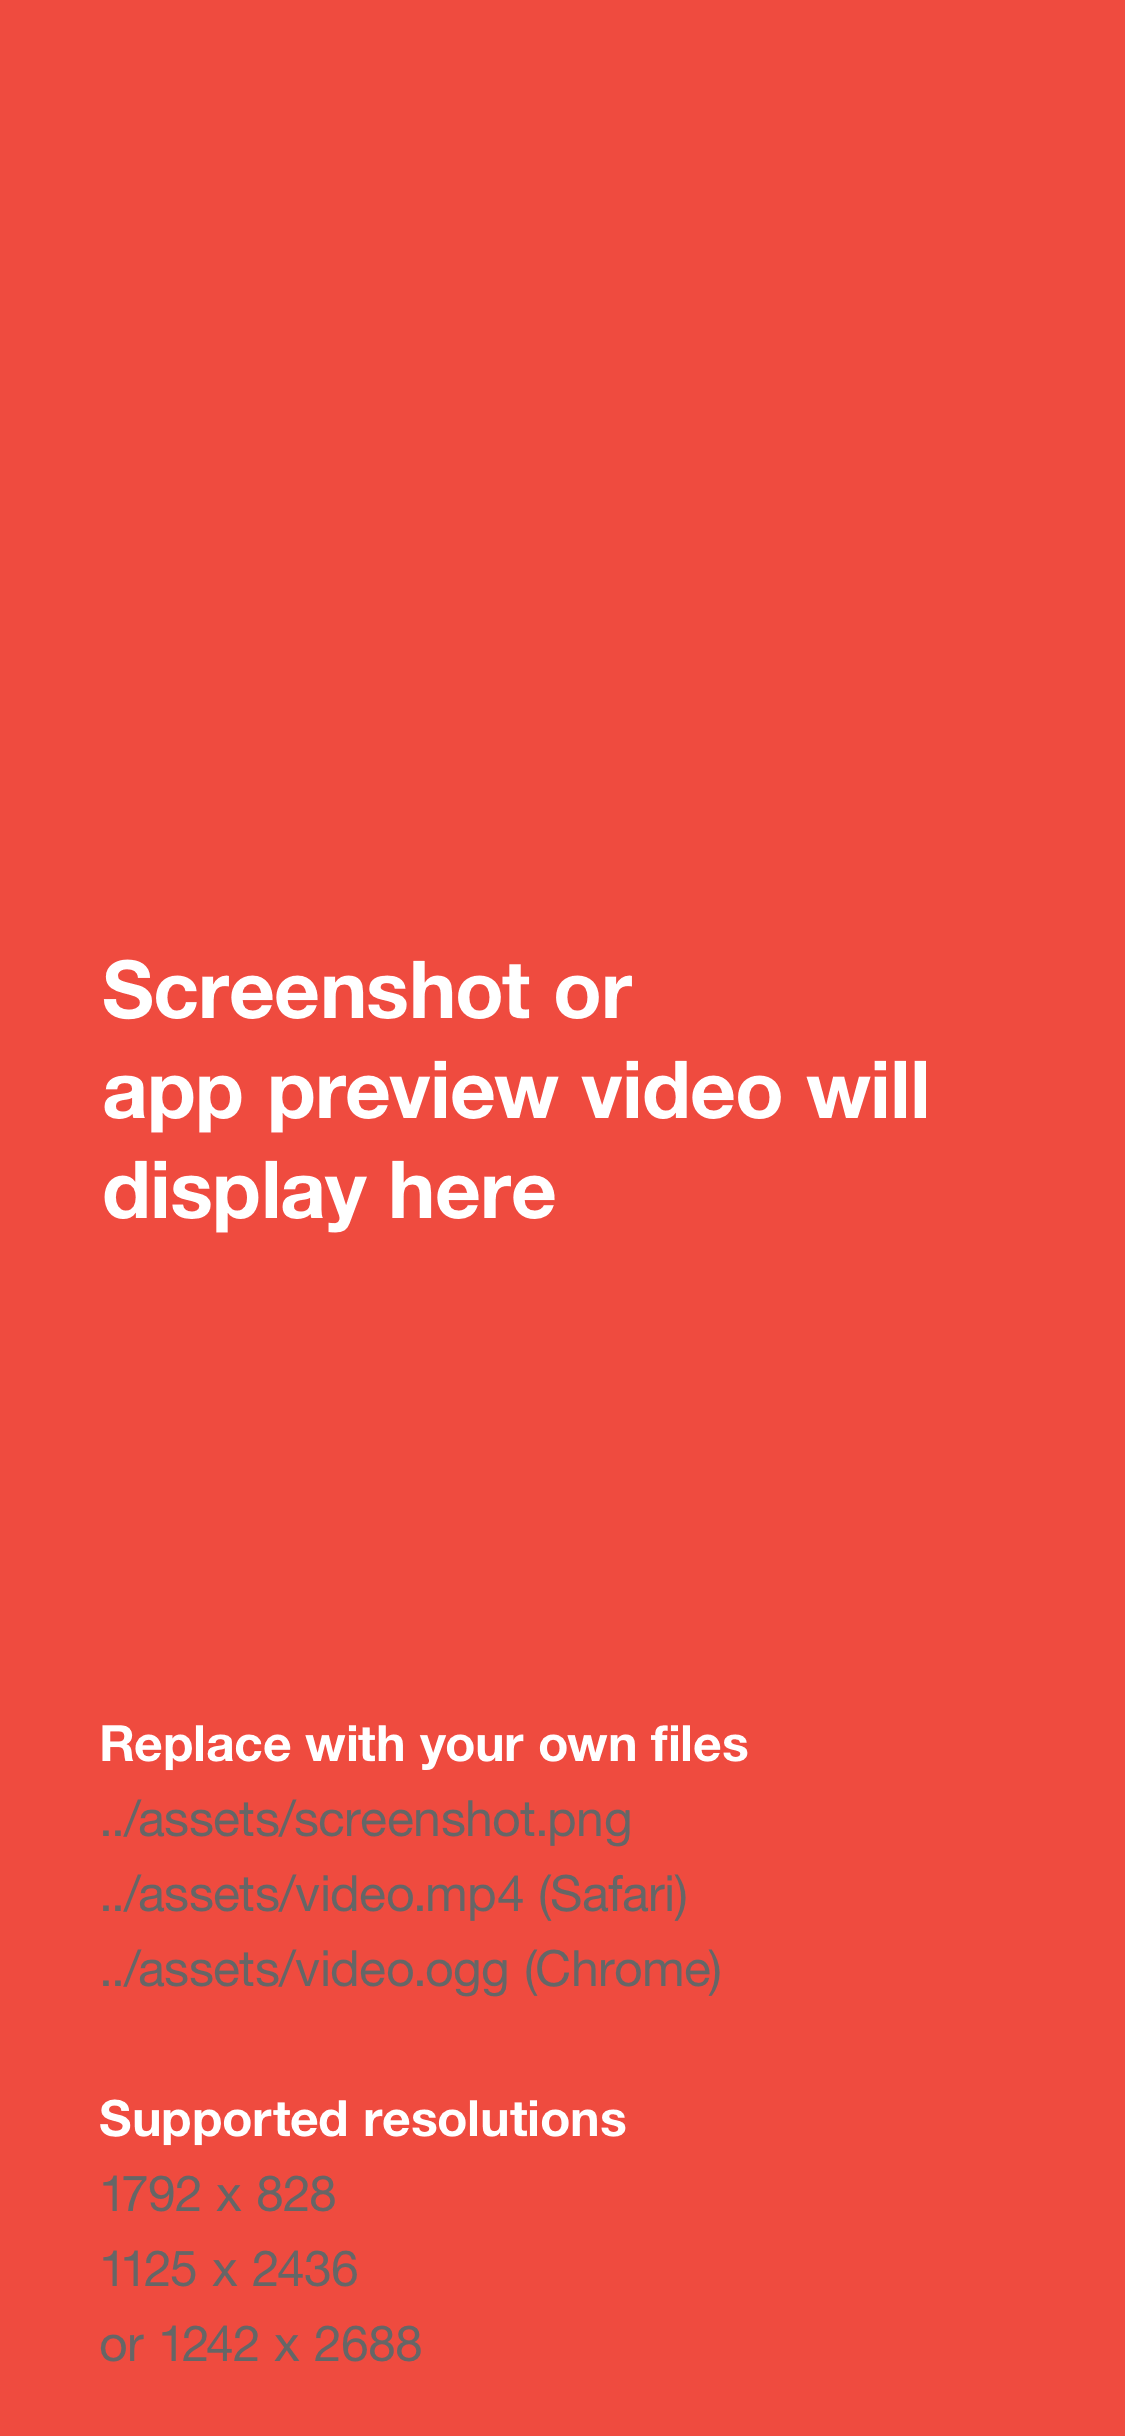 Screenshot or
app preview video will
display here
Replace with your own files
../assets/screenshot.png
../assets/video.mp4 (Safari)
../assets/video.ogg (Chrome)
Supported resolutions
1792 x 828
1125 x 2436
or 1242 x 2688